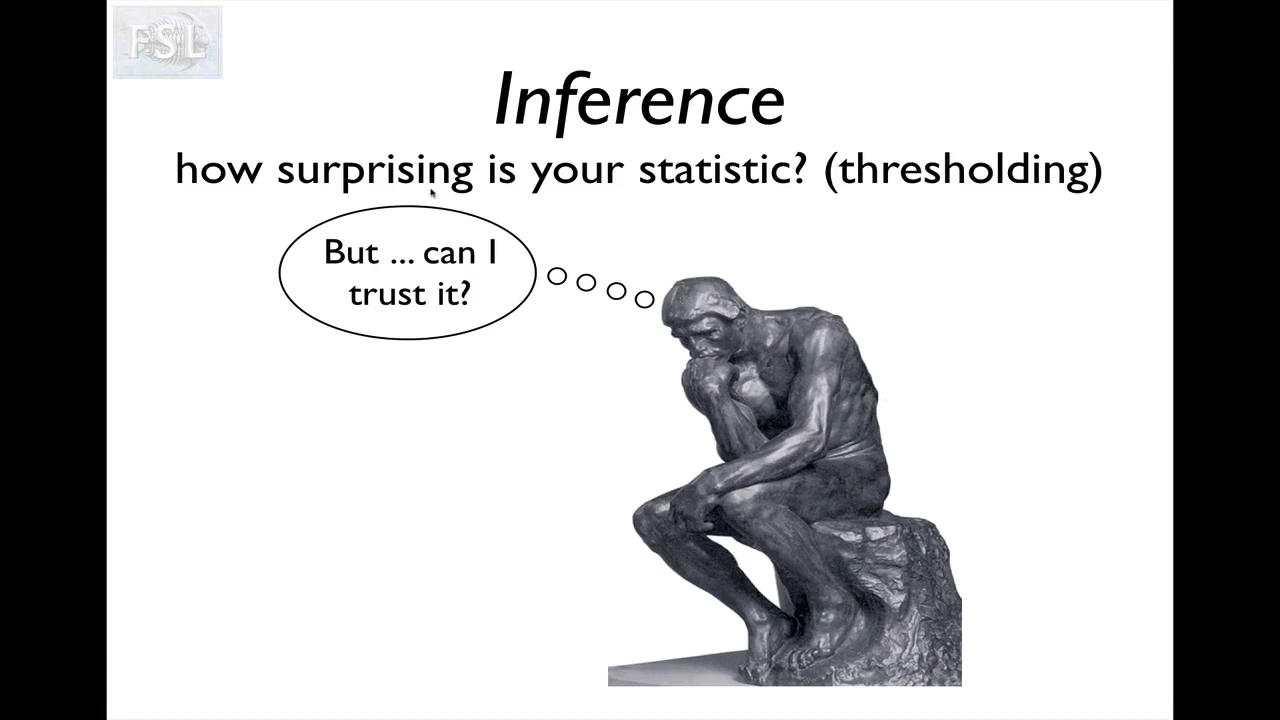 FSL
Inference
how surprising is your statistic? (thresholding)
But ... can I
trust it?